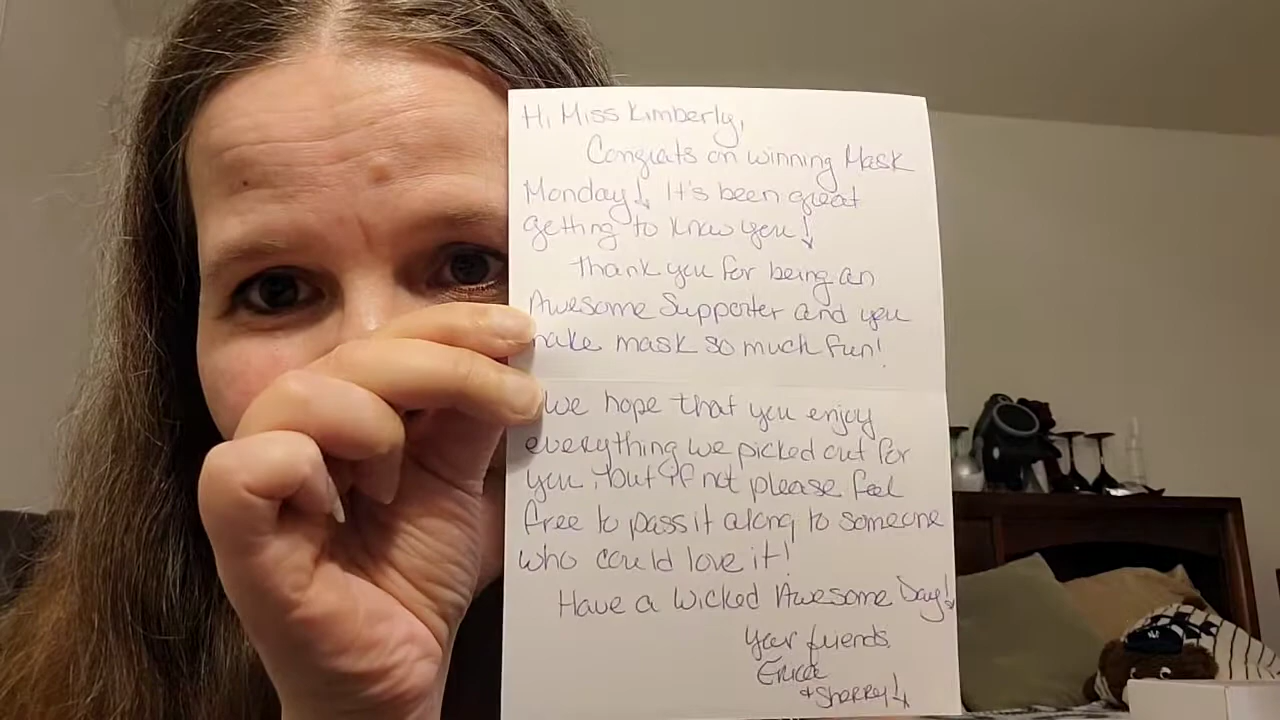 Hi Miss Kimberly,
Congrats on winning Mask
Monday! It's been great
getting to know you!
Thank you for being an
Awesome Supporter and you
make mask so much fun!
We hope that you enjoy
everything we picked out for
you, but if not please feel
free to pass it along to someone
who could love it!
Have a Wicked Awesome Day!
Your friends
Erica
+ Sherry!